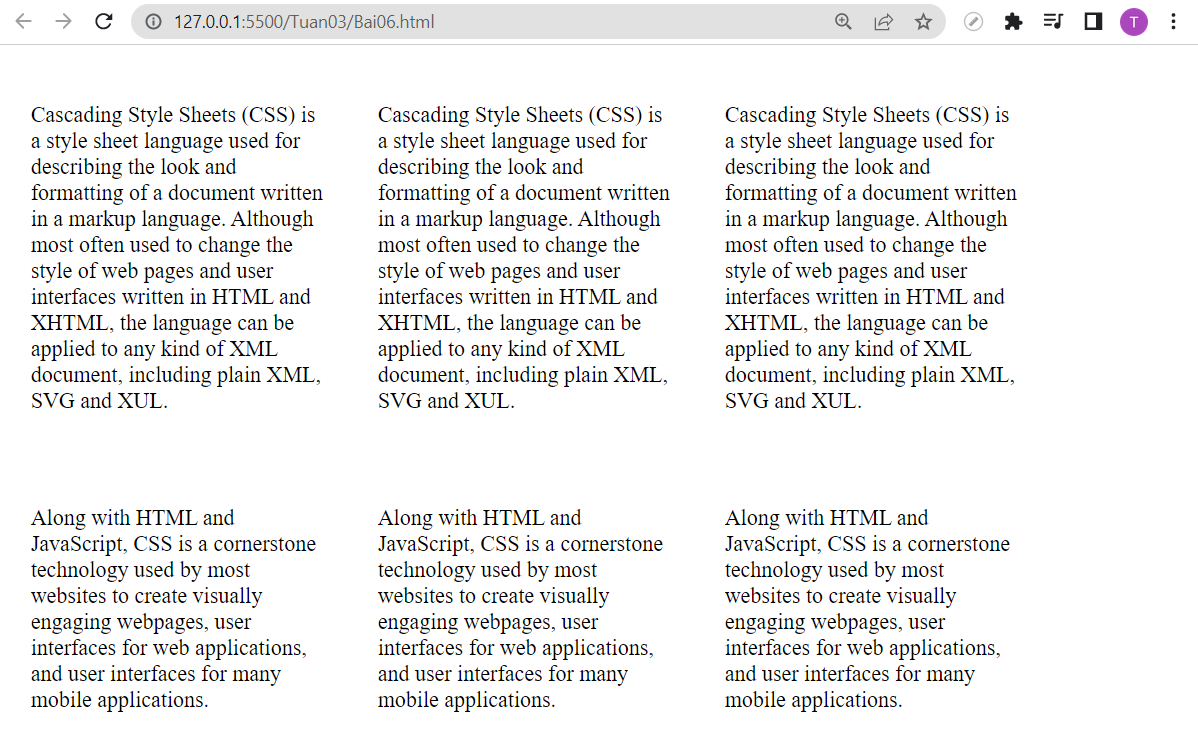 127.0.0.1:5500/Tuan03/Bai06.html
T
Cascading Style Sheets (CSS) is
a style sheet language used for
describing the look and
formatting of a document written
in a markup language. Although
most often used to change the
style of web pages and user
interfaces written in HTML and
XHTML, the language can be
applied to any kind of XML
document, including plain XML,
SVG and XUL.
Along with HTML and
JavaScript, CSS is a cornerstone
technology used by most
websites to create visually
engaging webpages, user
interfaces for web applications,
and user interfaces for many
mobile applications.
Cascading Style Sheets (CSS) is
a style sheet language used for
describing the look and
formatting of a document written
in a markup language. Although
most often used to change the
style of web pages and user
interfaces written in HTML and
XHTML, the language can be
applied to any kind of XML
document, including plain XML,
SVG and XUL.
Along with HTML and
JavaScript, CSS is a cornerstone
technology used by most
websites to create visually
engaging webpages, user
interfaces for web applications,
and user interfaces for many
mobile applications.
Cascading Style Sheets (CSS) is
a style sheet language used for
describing the look and
formatting of a document written
in a markup language. Although
most often used to change the
style of web pages and user
interfaces written in HTML and
XHTML, the language can be
applied to any kind of XML
document, including plain XML,
SVG and XUL.
Along with HTML and
JavaScript, CSS is a cornerstone
technology used by most
websites to create visually
engaging webpages, user
interfaces for web applications,
and user interfaces for many
mobile applications.